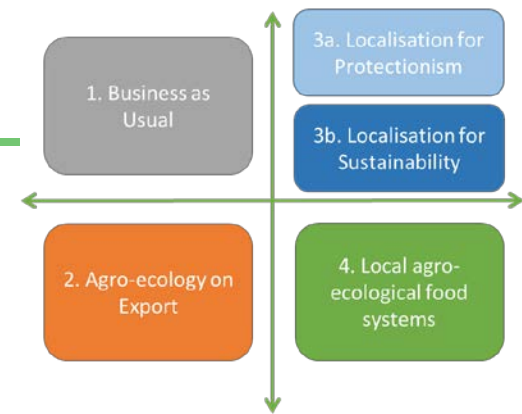 1. Business as
Usual
3a. Localisation for
Protectionism
3b. Localisation for
Sustainability
2. Agro-ecology on
Export
4. Local agro-
ecological food
systems